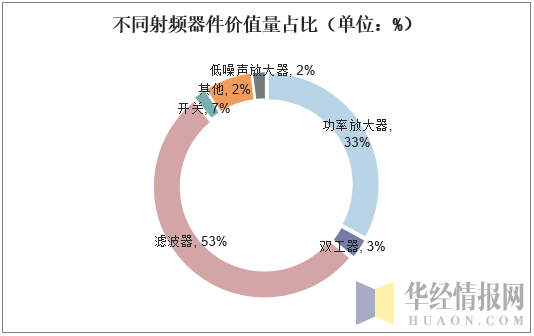 不同射频器件价值量占比（单位：%）
低噪声放大器, 2%
其他, 2%
开关, 7%
功率放大器,
33%
滤波器, 53%
双工器, 3%
华经情报网
HUAON.COM